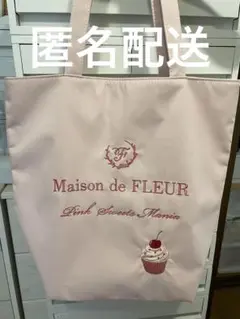 匿名配送
Maison de FLEUR
Pink Sweets Mania